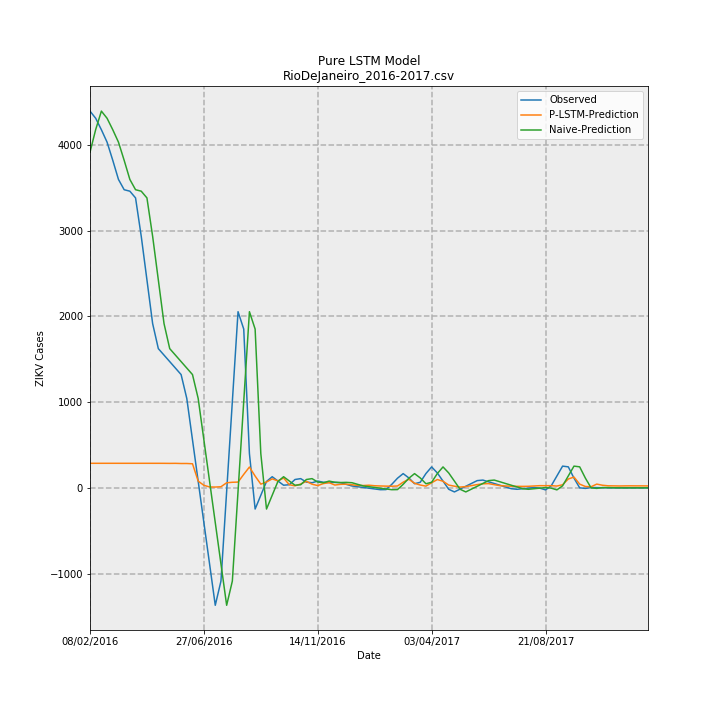 Pure LSTM Model
RioDeJaneiro_2016-2017.csv
Observed
P-LSTM-Prediction
Naive-Prediction
ZIKV Cases
4000
3000
2000
1000
0
−1000
08/02/2016
27/06/2016
14/11/2016
03/04/2017
21/08/2017
Date